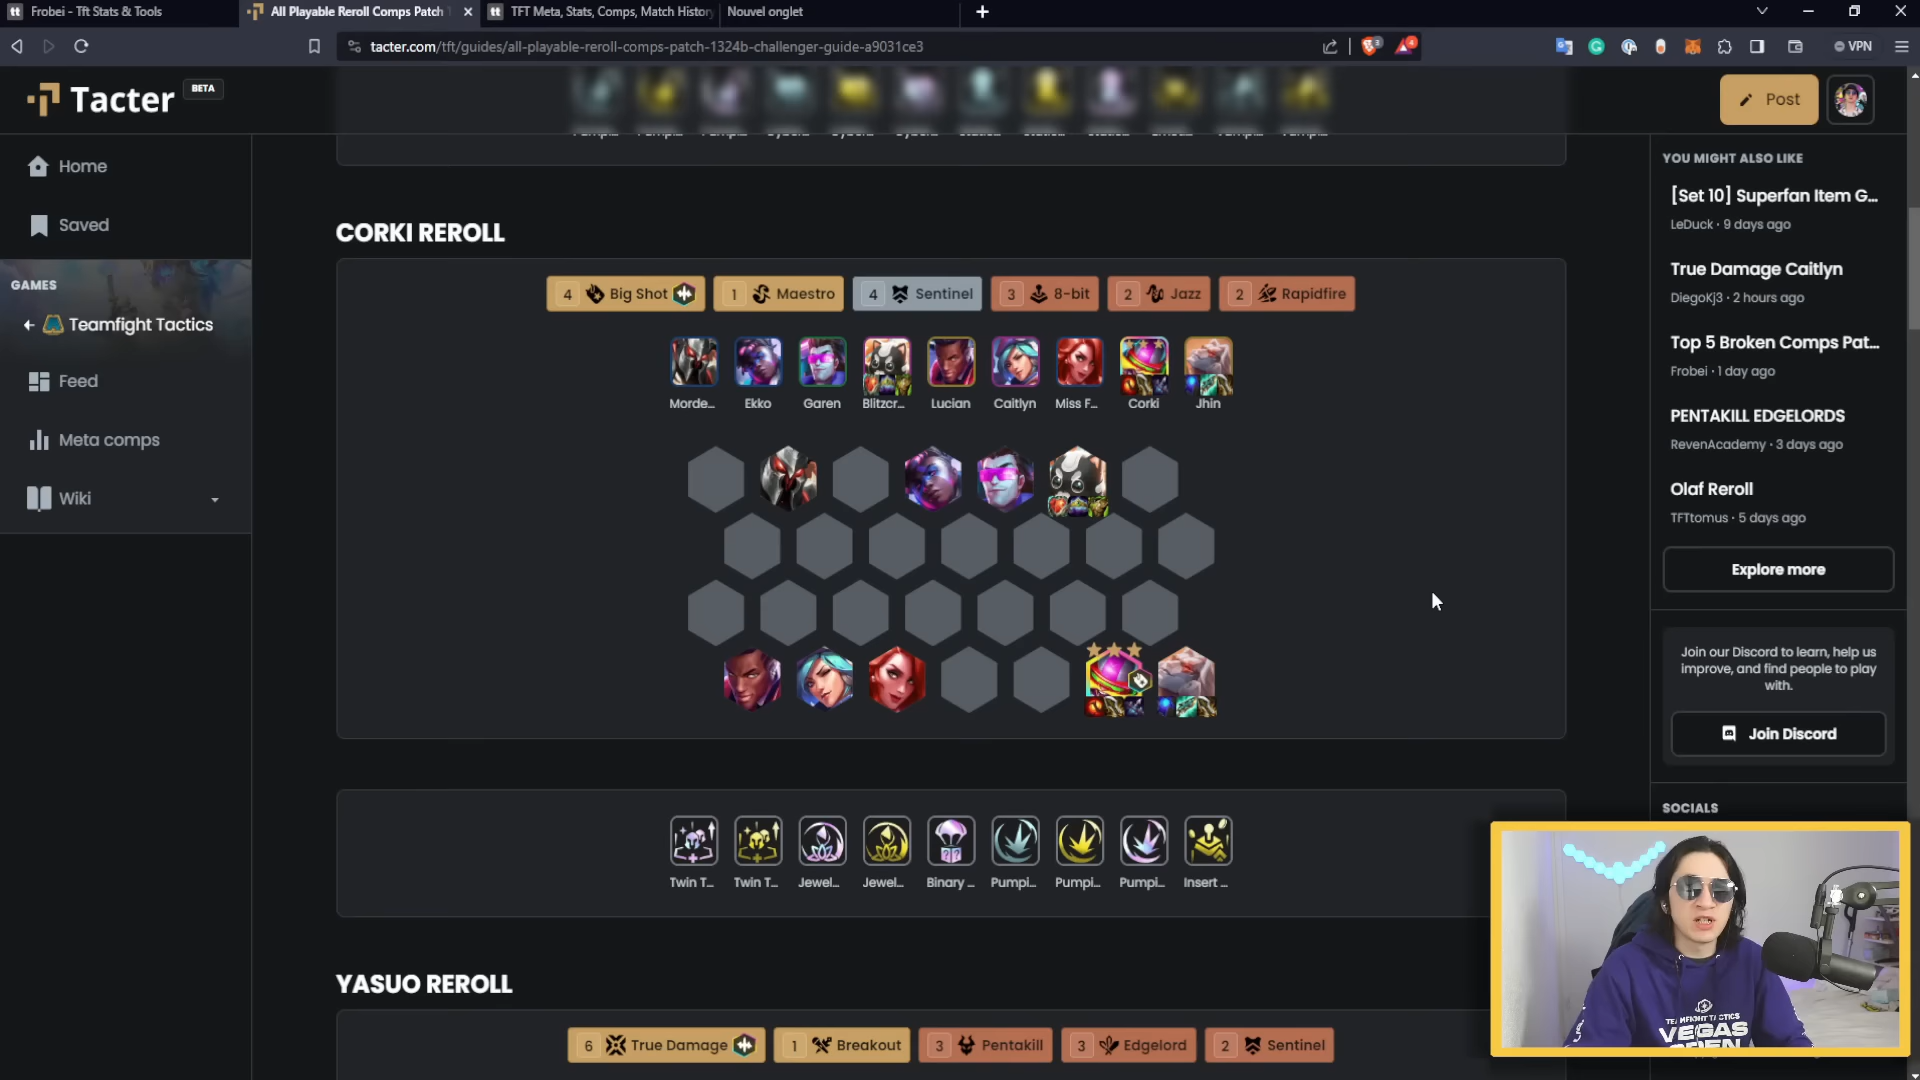 Frobei - Tft Stats & Tools
All Playable Reroll Comps Patch
TFT Meta, Stats, Comps, Match History
Nouvel onglet
tacter.com/tft/guides/all-playable-reroll-comps-patch-1324b-challenger-guide-a9031ce3
VPN
Tacter
BETA
Post
Home
Saved
GAMES
Teamfight Tactics
Feed
Meta comps
Wiki
CORKI REROLL
4 Big Shot
1 Maestro
4 Sentinel
3 8-bit
2 Jazz
2 Rapidfire
Morde...
Ekko
Garen
Blitzcr...
Lucian
Caitlyn
Miss F...
Corki
Jhin
Twin T...
Twin T...
Jewel...
Jewel...
Binary ...
Pumpi...
Pumpi...
Pumpi...
Insert ...
YASUO REROLL
6 True Damage
1 Breakout
3 Pentakill
3 Edgelord
2 Sentinel
YOU MIGHT ALSO LIKE
[Set 10] Superfan Item G...
LeDuck · 9 days ago
True Damage Caitlyn
DiegoKj3 · 2 hours ago
Top 5 Broken Comps Pat...
Frobei · 1 day ago
PENTAKILL EDGELORDS
RevenAcademy · 3 days ago
Olaf Reroll
TFTtomus · 5 days ago
Explore more
Join our Discord to learn, help us
improve, and find people to play
with.
Join Discord
SOCIALS
TEAMFIGHT TACTICS
VEGAS
OPEN